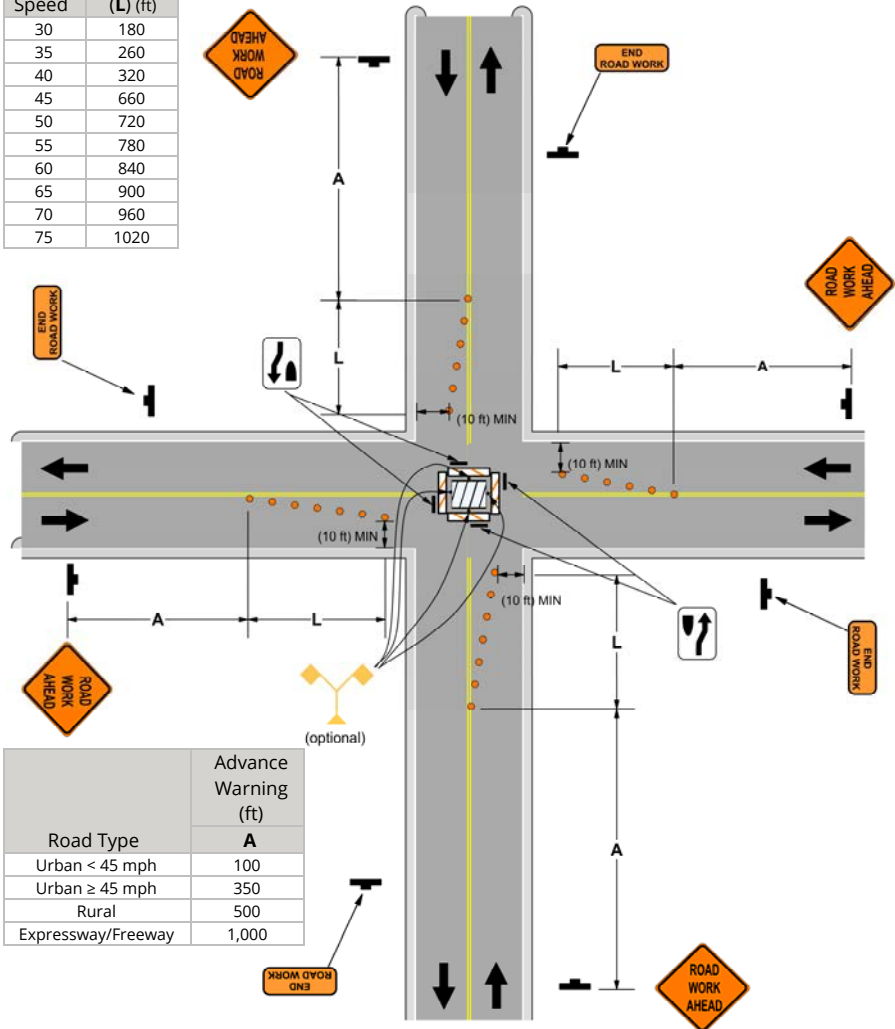 Speed (L) (ft)
30 180
35 260
40 320
45 660
50 720
55 780
60 840
65 900
70 960
75 1020
ROAD
WORK
AHEAD
END
ROAD WORK
A
ROAD
WORK
AHEAD
END
ROAD WORK
L
L
A
(10 ft) MIN
(10 ft) MIN
(10 ft) MIN
(10 ft) MIN
A
L
L
END
ROAD WORK
ROAD
WORK
AHEAD
(optional)
Advance
Warning
(ft)
Road Type A
Urban < 45 mph 100
Urban ≥ 45 mph 350
Rural 500
Expressway/Freeway 1,000
A
END
ROAD WORK
ROAD
WORK
AHEAD